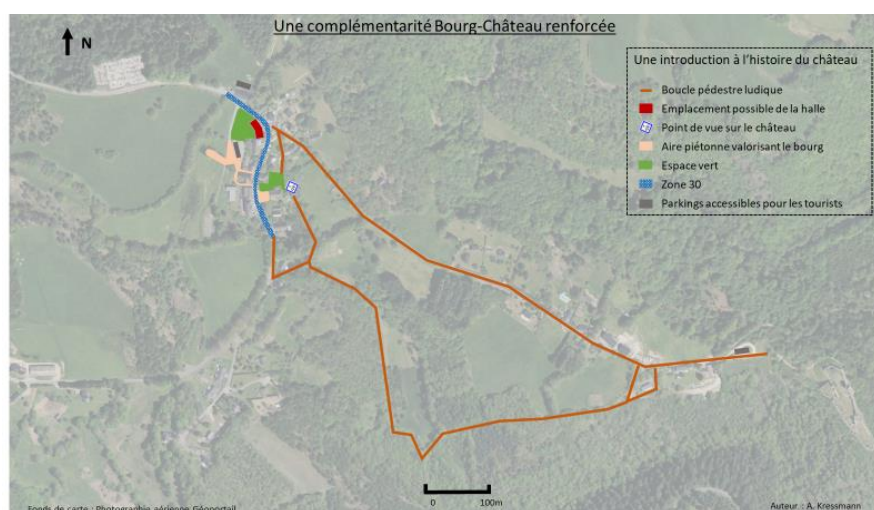 Une complémentarité Bourg-Château renforcée
N
Une introduction à l'histoire du château
Boucle pédestre ludique
Emplacement possible de la halle
Point de vue sur le château
Aire piétonne valorisant le bourg
Espace vert
Zone 30
Parkings accessibles pour les tourists
0 100m
Fonds de carte : Photographie aérienne Géoportail
Auteur : A. Kressmann